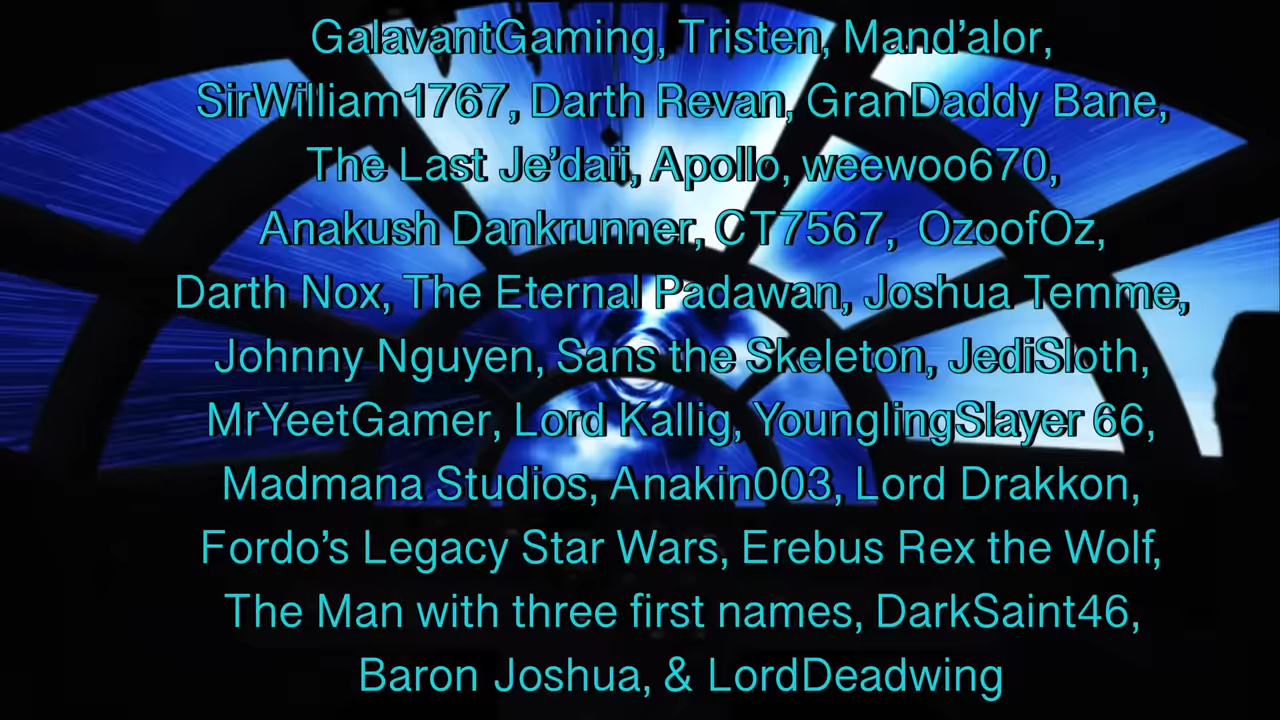 GalavantGaming, Tristen, Mand’alor,
SirWilliam1767, Darth Revan, GranDaddy Bane,
The Last Je’daii, Apollo, weewoo670,
Anakush Dankrunner, CT7567, OzoofOz,
Darth Nox, The Eternal Padawan, Joshua Temme,
Johnny Nguyen, Sans the Skeleton, JediSloth,
MrYeetGamer, Lord Kallig, YounglingSlayer 66,
Madmana Studios, Anakin003, Lord Drakkon,
Fordo’s Legacy Star Wars, Erebus Rex the Wolf,
The Man with three first names, DarkSaint46,
Baron Joshua, & LordDeadwing